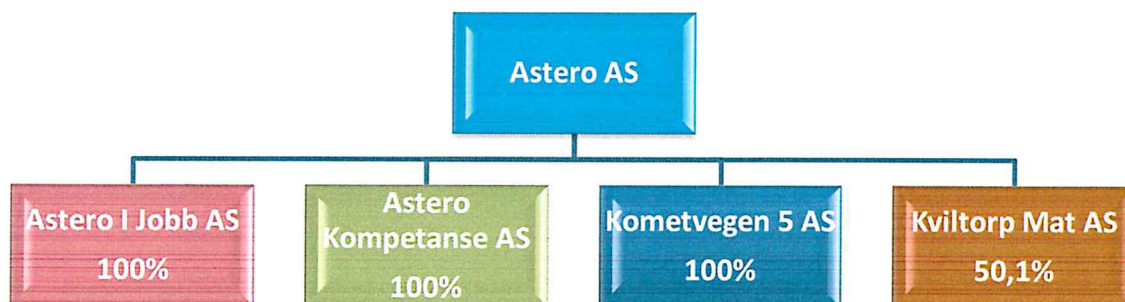 Astero AS
Astero I Jobb AS
100%
Astero
Kompetanse AS
100%
Kometvegen 5 AS
100%
Kviltorp Mat AS
50,1%